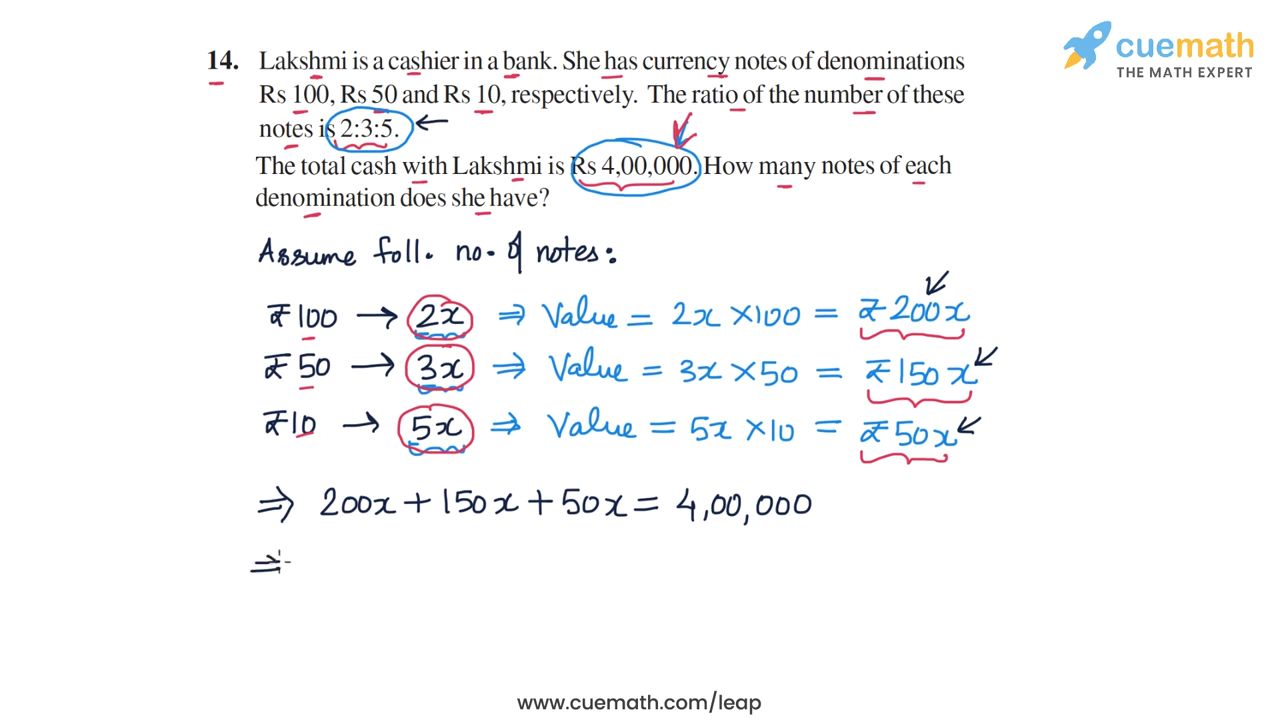 cuemath
THE MATH EXPERT
14. Lakshmi is a cashier in a bank. She has currency notes of denominations
Rs 100, Rs 50 and Rs 10, respectively. The ratio of the number of these
notes is 2:3:5.
The total cash with Lakshmi is Rs 4,00,000. How many notes of each
denomination does she have?
Assume foll. no. of notes:
₹100 → 2x ⇒ Value = 2x × 100 = ₹200x
₹50 → 3x ⇒ Value = 3x × 50 = ₹150x
₹10 → 5x ⇒ Value = 5x × 10 = ₹50x
⇒ 200x + 150x + 50x = 4,00,000
⇒
www.cuemath.com/leap